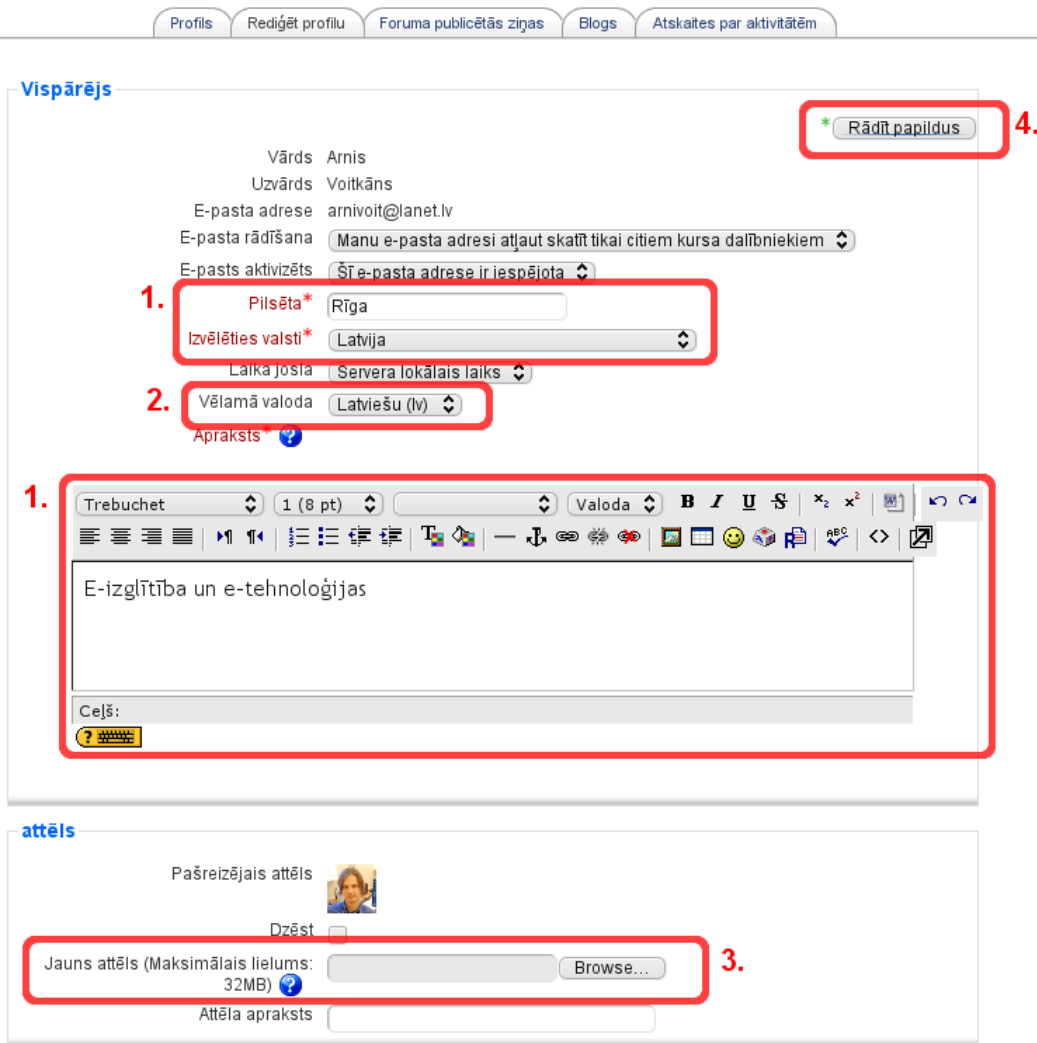 Profils Rediģēt profilu Foruma publicētās ziņas Blogs Atskaites par aktivitātēm
Vispārējs
* Rādīt papildus 4.
Vārds Arnis
Uzvārds Voitkāns
E-pasta adrese arnivoit@lanet.lv
E-pasta rādīšana Manu e-pasta adresi atļaut skatīt tikai citiem kursa dalībniekiem
E-pasts aktivizēts Šī e-pasta adrese ir iespējota
1. Pilsēta* Rīga
Izvēlēties valsti* Latvija
Laika josla Servera lokālais laiks
2. Vēlamā valoda Latviešu (lv)
Apraksts* ?
1. Trebuchet 1 (8 pt) Valoda B I U S x₂ x²
ABC <>
E-izglītība un e-tehnoloģijas
Ceļš:
?
attēls
Pašreizējais attēls
Dzēst
Jauns attēls (Maksimālais lielums: Browse... 3.
32MB) ?
Attēla apraksts